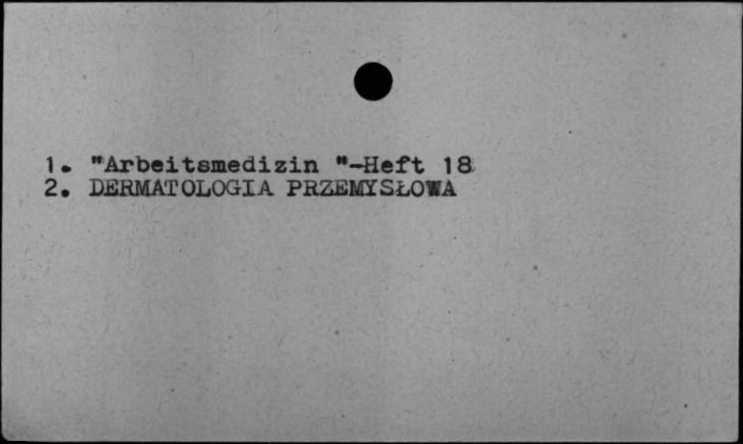 1. "Arbeitsmedizin "-Heft 18
2. DERMATOLOGIA PRZEMYSŁOWA